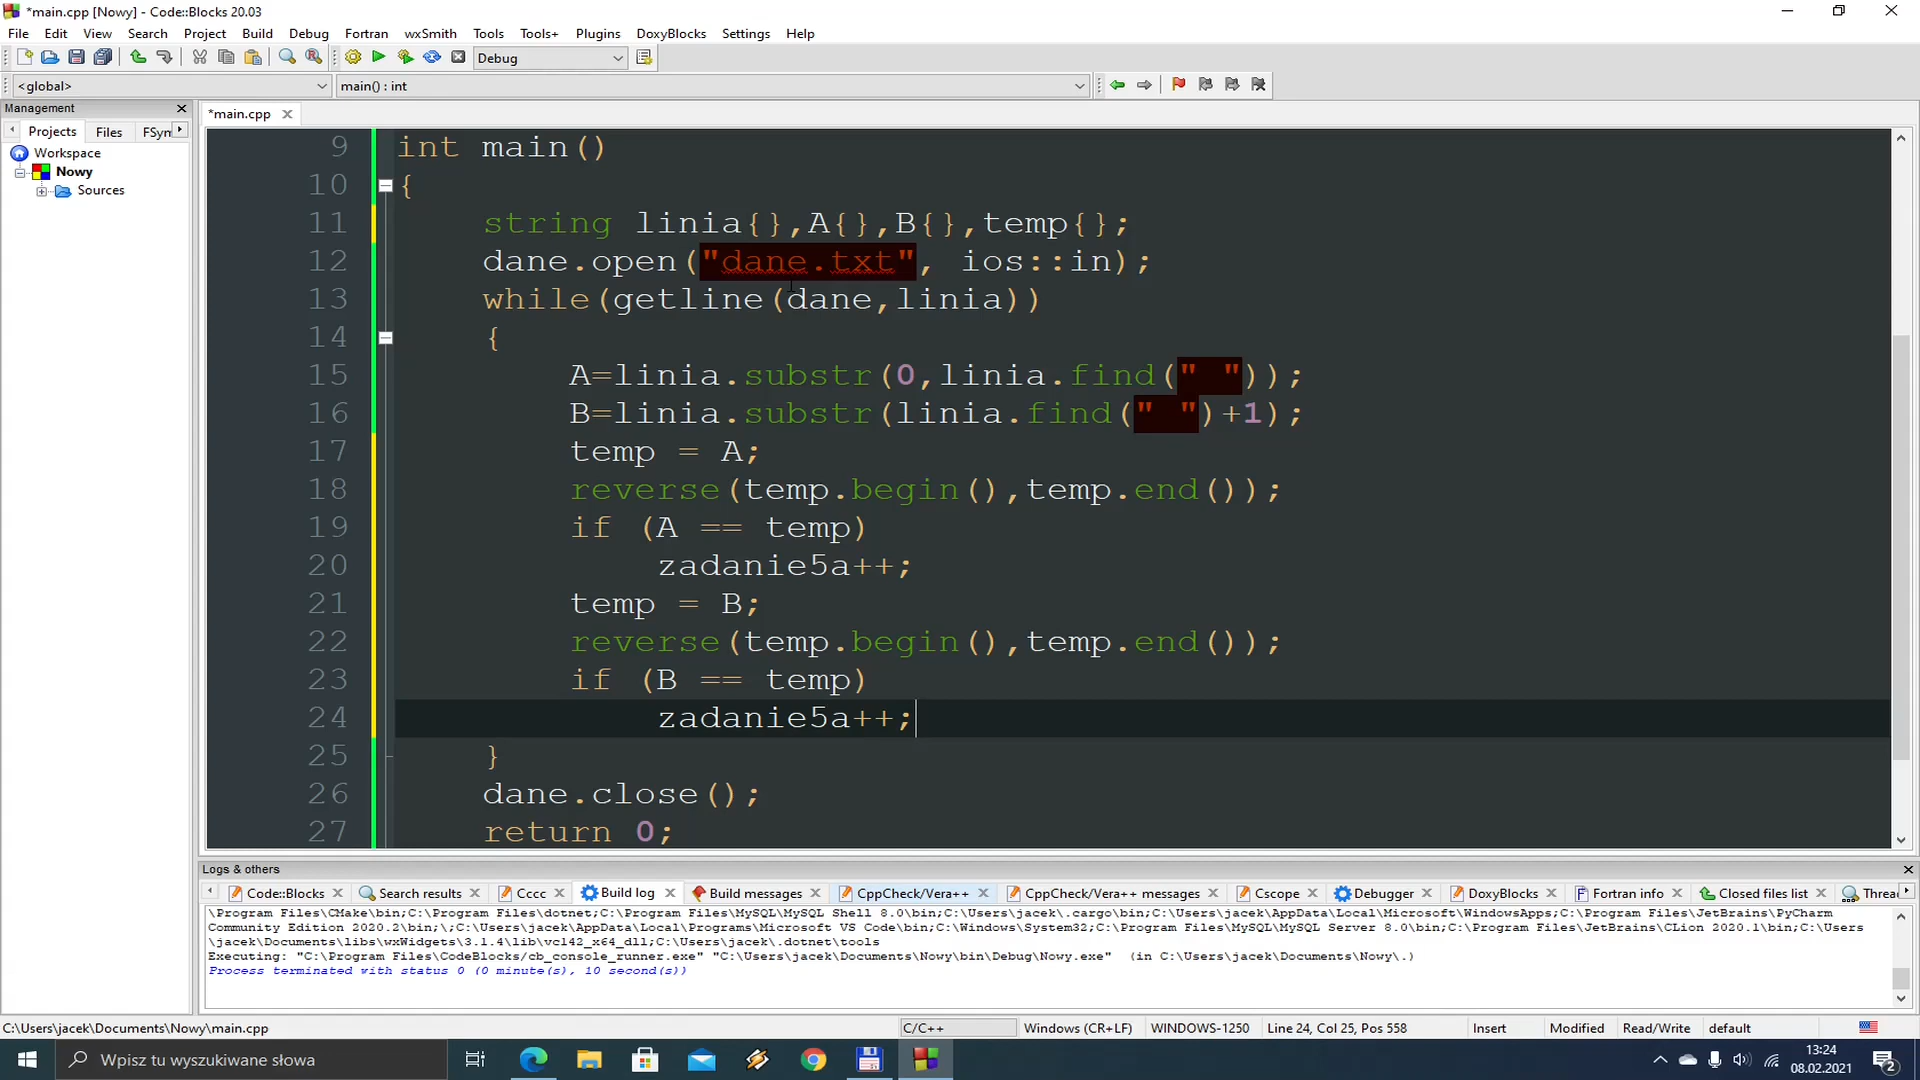 *main.cpp [Nowy] - Code::Blocks 20.03
File Edit View Search Project Build Debug Fortran wxSmith Tools Tools+ Plugins DoxyBlocks Settings Help
Debug
<global> main() : int
Management
Projects Files FSyn
Workspace
Nowy
Sources
*main.cpp
9 int main()
10 {
11 string linia{},A{},B{},temp{};
12 dane.open("dane.txt", ios::in);
13 while(getline(dane,linia))
14 {
15 A=linia.substr(0,linia.find(" "));
16 B=linia.substr(linia.find(" ")+1);
17 temp = A;
18 reverse(temp.begin(),temp.end());
19 if (A == temp)
20 zadanie5a++;
21 temp = B;
22 reverse(temp.begin(),temp.end());
23 if (B == temp)
24 zadanie5a++;
25 }
26 dane.close();
27 return 0;
Logs & others
Code::Blocks Search results Cccc Build log Build messages CppCheck/Vera++ CppCheck/Vera++ messages Cscope Debugger DoxyBlocks Fortran info Closed files list Threa
\Program Files\CMake\bin;C:\Program Files\dotnet;C:\Program Files\MySQL\MySQL Shell 8.0\bin;C:\Users\jacek\.cargo\bin;C:\Users\jacek\AppData\Local\Microsoft\WindowsApps;C:\Program Files\JetBrains\PyCharm
Community Edition 2020.2\bin;\;C:\Users\jacek\AppData\Local\Programs\Microsoft VS Code\bin;C:\Windows\System32;C:\Program Files\MySQL\MySQL Server 8.0\bin;C:\Program Files\JetBrains\CLion 2020.1\bin;C:\Users
\jacek\Documents\libs\wxWidgets\3.1.4\lib\vc142_x64_dll;C:\Users\jacek\.dotnet\tools
Executing: "C:\Program Files\CodeBlocks/cb_console_runner.exe" "C:\Users\jacek\Documents\Nowy\bin\Debug\Nowy.exe" (in C:\Users\jacek\Documents\Nowy\.)
Process terminated with status 0 (0 minute(s), 10 second(s))
C:\Users\jacek\Documents\Nowy\main.cpp C/C++ Windows (CR+LF) WINDOWS-1250 Line 24, Col 25, Pos 558 Insert Modified Read/Write default
Wpisz tu wyszukiwane słowa
13:24
08.02.2021
2